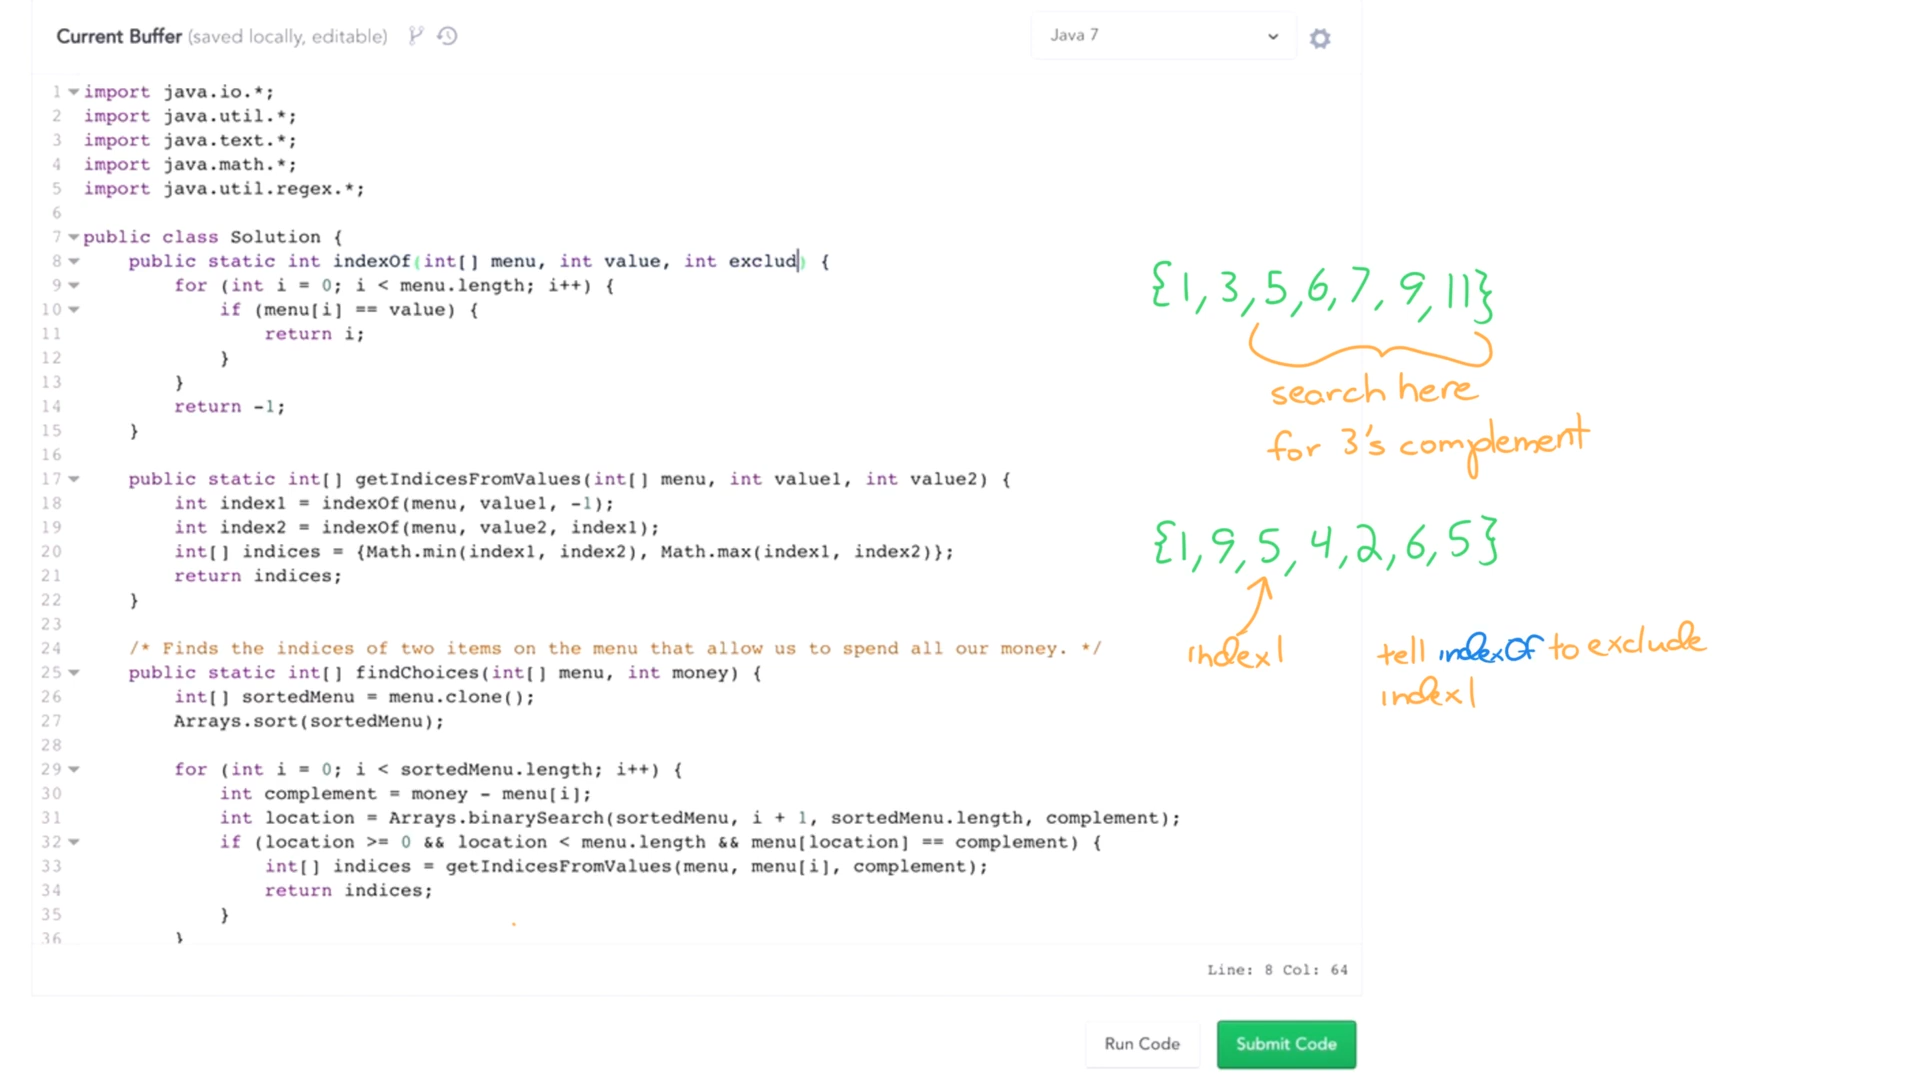 Current Buffer (saved locally, editable)
Java 7
1 import java.io.*;
2 import java.util.*;
3 import java.text.*;
4 import java.math.*;
5 import java.util.regex.*;
6
7 public class Solution {
8 public static int indexOf(int[] menu, int value, int exclud) {
9 for (int i = 0; i < menu.length; i++) {
10 if (menu[i] == value) {
11 return i;
12 }
13 }
14 return -1;
15 }
16
17 public static int[] getIndicesFromValues(int[] menu, int value1, int value2) {
18 int index1 = indexOf(menu, value1, -1);
19 int index2 = indexOf(menu, value2, index1);
20 int[] indices = {Math.min(index1, index2), Math.max(index1, index2)};
21 return indices;
22 }
23
24 /* Finds the indices of two items on the menu that allow us to spend all our money. */
25 public static int[] findChoices(int[] menu, int money) {
26 int[] sortedMenu = menu.clone();
27 Arrays.sort(sortedMenu);
28
29 for (int i = 0; i < sortedMenu.length; i++) {
30 int complement = money - menu[i];
31 int location = Arrays.binarySearch(sortedMenu, i + 1, sortedMenu.length, complement);
32 if (location >= 0 && location < menu.length && menu[location] == complement) {
33 int[] indices = getIndicesFromValues(menu, menu[i], complement);
34 return indices;
35 }
36 }
Line: 8 Col: 64
Run Code
Submit Code
{1,3,5,6,7,9,11}
search here
for 3's complement
{1,9,5,4,2,6,5}
index1
tell indexOf to exclude
index1